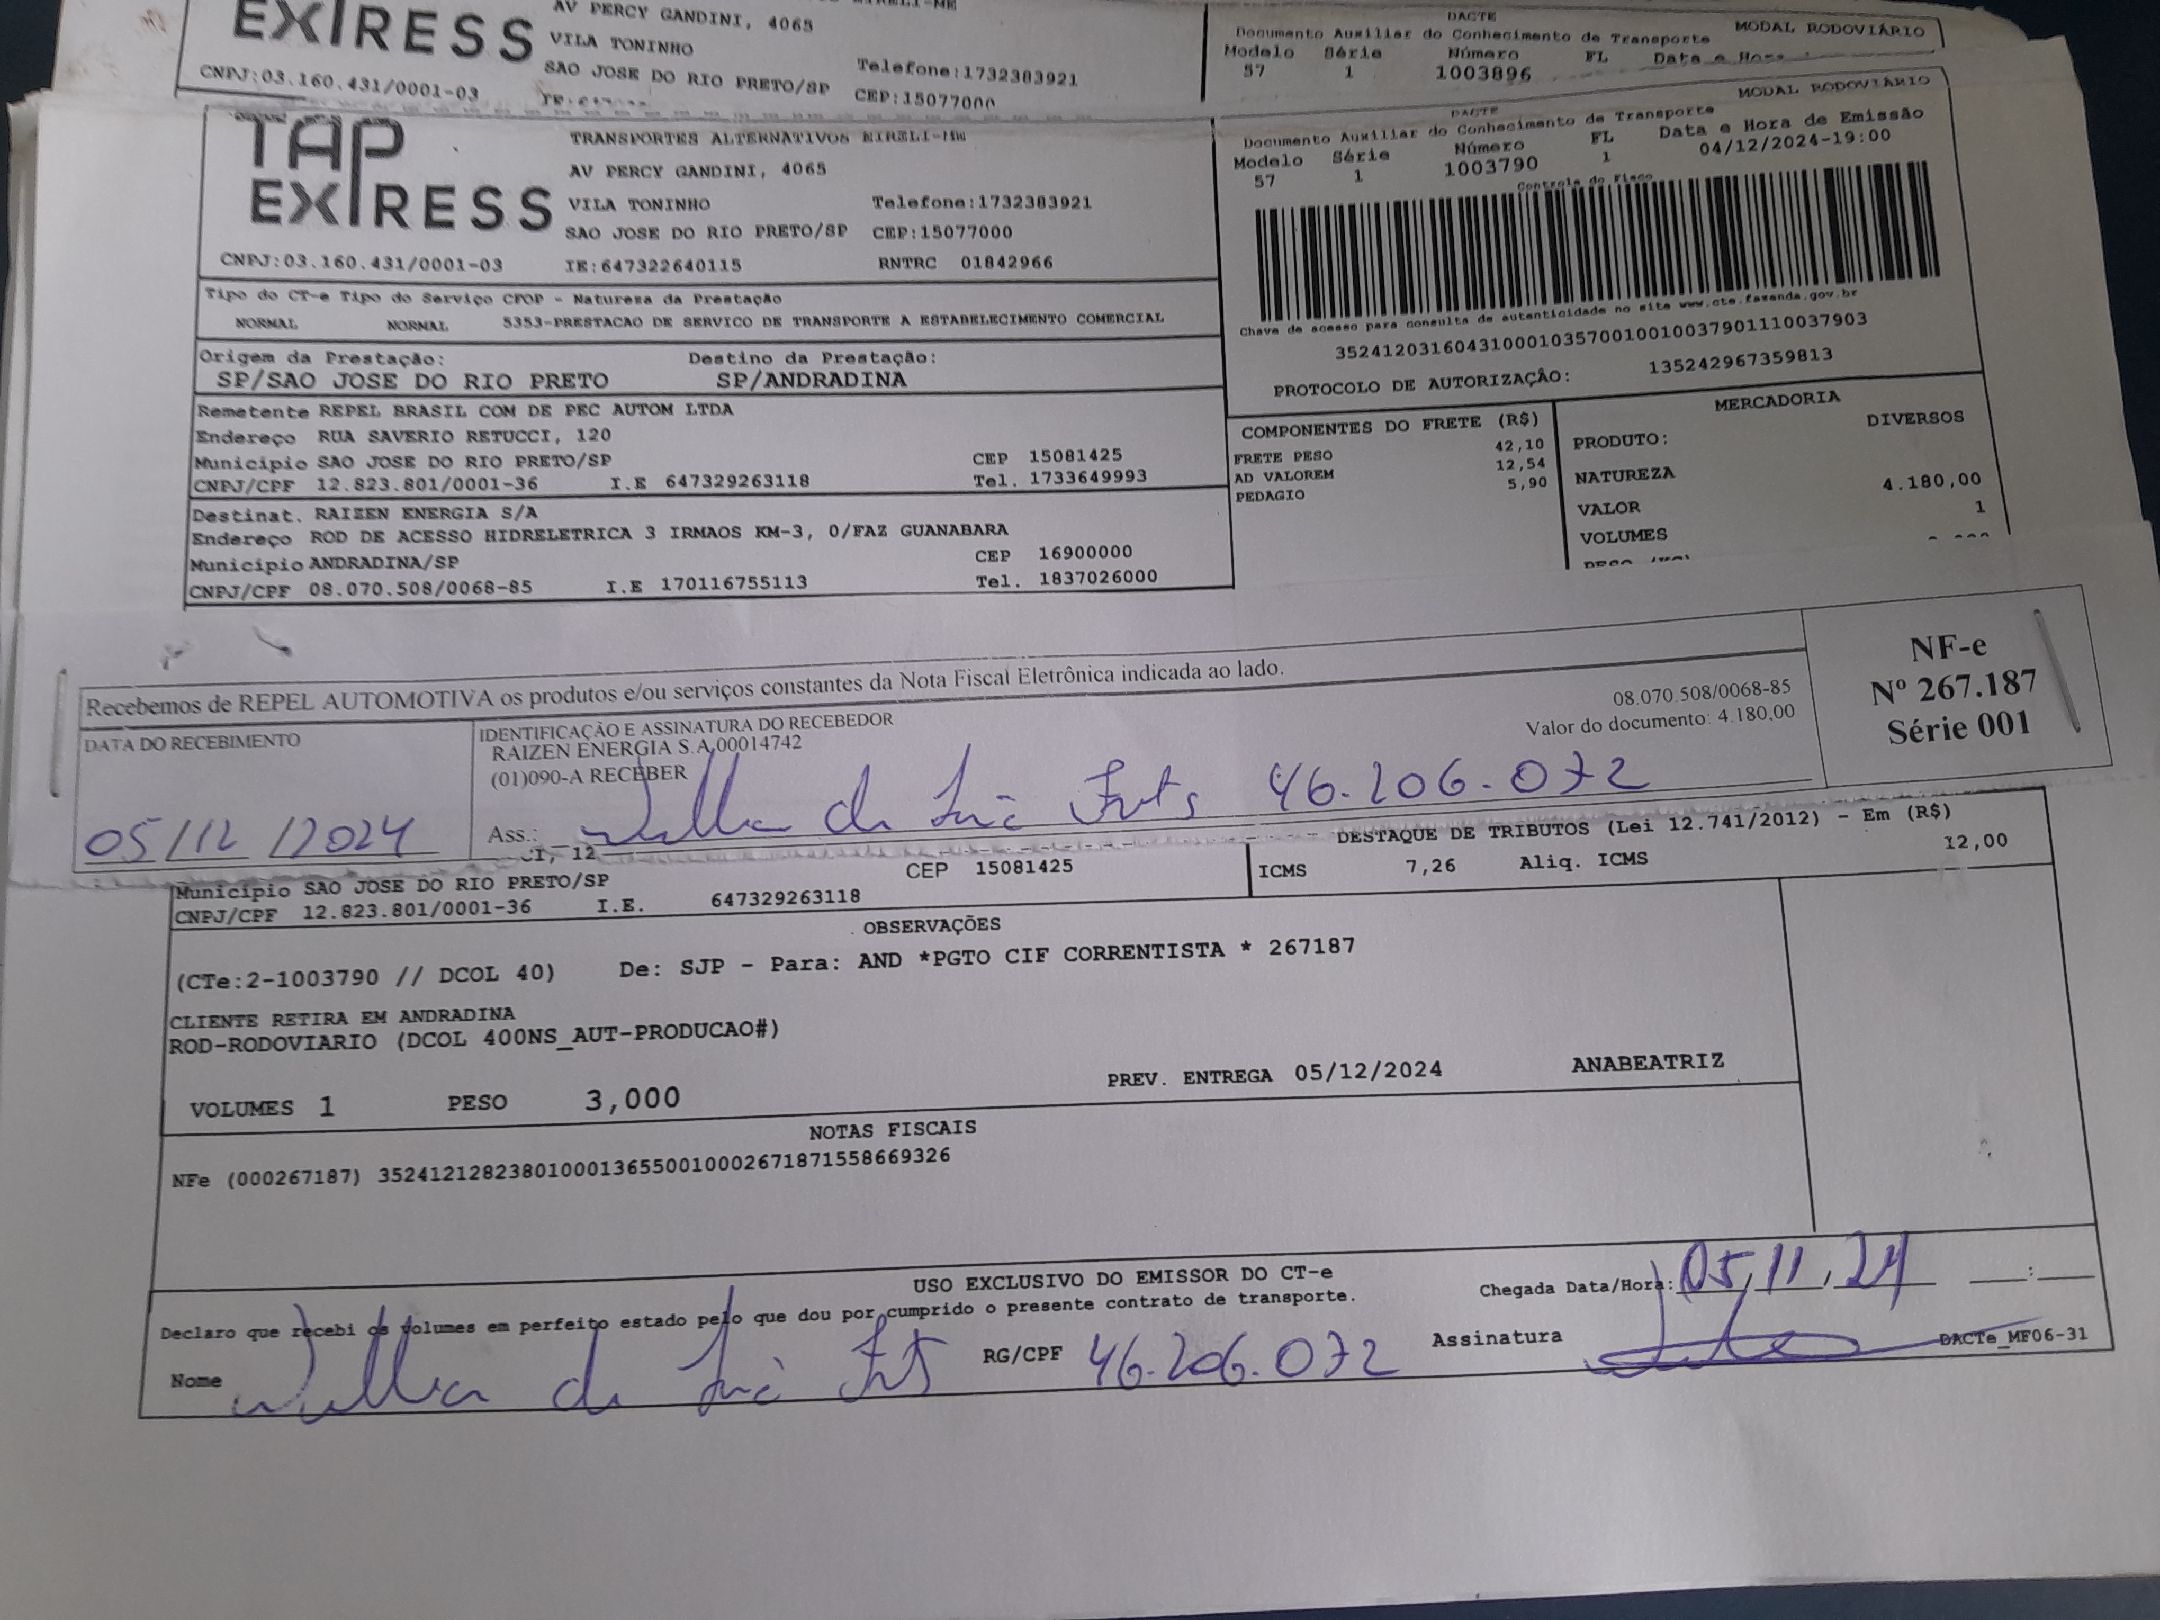 EXPRESS
AV PERCY GANDINI, 4065
VILA TONINHO
SAO JOSE DO RIO PRETO/SP
Telefone:1732383921
CEP:15077000
CNPJ:03.160.431/0001-03
DACTE
Documento Auxiliar do Conhecimento de Transporte
MODAL RODOVIÁRIO
Modelo Série Número FL Data e Hora
57 1 1003896
TAP
EXPRESS
TRANSPORTES ALTERNATIVOS EIRELI-ME
AV PERCY GANDINI, 4065
VILA TONINHO Telefone:1732383921
SAO JOSE DO RIO PRETO/SP CEP:15077000
CNPJ:03.160.431/0001-03 IE:647322640115 RNTRC 01842966
DACTE
MODAL RODOVIÁRIO
Documento Auxiliar do Conhecimento de Transporte
Modelo Série Número FL Data e Hora de Emissão
57 1 1003790 1 04/12/2024-19:00
Controle do Fisco
Chave de acesso para consulta de autenticidade no site www.cte.fazenda.gov.br
35241203160431000103570010010037901110037903
PROTOCOLO DE AUTORIZAÇÃO: 135242967359813
Tipo do CT-e Tipo do Serviço CFOP - Natureza da Prestação
NORMAL NORMAL 5353-PRESTACAO DE SERVICO DE TRANSPORTE A ESTABELECIMENTO COMERCIAL
Origem da Prestação: Destino da Prestação:
SP/SAO JOSE DO RIO PRETO SP/ANDRADINA
Remetente REPEL BRASIL COM DE PEC AUTOM LTDA
Endereço RUA SAVERIO RETUCCI, 120
Municipio SAO JOSE DO RIO PRETO/SP CEP 15081425
CNPJ/CPF 12.823.801/0001-36 I.E 647329263118 Tel. 1733649993
Destinat. RAIZEN ENERGIA S/A
Endereço ROD DE ACESSO HIDRELETRICA 3 IRMAOS KM-3, 0/FAZ GUANABARA
Municipio ANDRADINA/SP CEP 16900000
CNPJ/CPF 08.070.508/0068-85 I.E 170116755113 Tel. 1837026000
COMPONENTES DO FRETE (R$)
FRETE PESO 42,10
AD VALOREM 12,54
PEDAGIO 5,90
MERCADORIA
PRODUTO: DIVERSOS
NATUREZA
VALOR 4.180,00
VOLUMES 1
Recebemos de REPEL AUTOMOTIVA os produtos e/ou serviços constantes da Nota Fiscal Eletrônica indicada ao lado.
DATA DO RECEBIMENTO
05/12/2024
IDENTIFICAÇÃO E ASSINATURA DO RECEBEDOR
RAIZEN ENERGIA S.A 00014742
(01)090-A RECEBER
08.070.508/0068-85
Valor do documento: 4.180,00
Ass.: 46.206.072
NF-e
Nº 267.187
Série 001
CI, 12
CEP 15081425
Municipio SAO JOSE DO RIO PRETO/SP
CNPJ/CPF 12.823.801/0001-36 I.E. 647329263118
DESTAQUE DE TRIBUTOS (Lei 12.741/2012) - Em (R$)
ICMS 7,26 Aliq. ICMS 12,00
OBSERVAÇÕES
(CTe:2-1003790 // DCOL 40) De: SJP - Para: AND *PGTO CIF CORRENTISTA * 267187
CLIENTE RETIRA EM ANDRADINA
ROD-RODOVIARIO (DCOL 400NS_AUT-PRODUCAO#)
VOLUMES 1 PESO 3,000 PREV. ENTREGA 05/12/2024 ANABEATRIZ
NOTAS FISCAIS
NFe (000267187) 35241212823801000136550010002671871558669326
USO EXCLUSIVO DO EMISSOR DO CT-e
Declaro que recebi os volumes em perfeito estado pelo que dou por cumprido o presente contrato de transporte.
Chegada Data/Hora: 05,11,24 :
Nome RG/CPF 46.206.072 Assinatura
DACTe_MF06-31